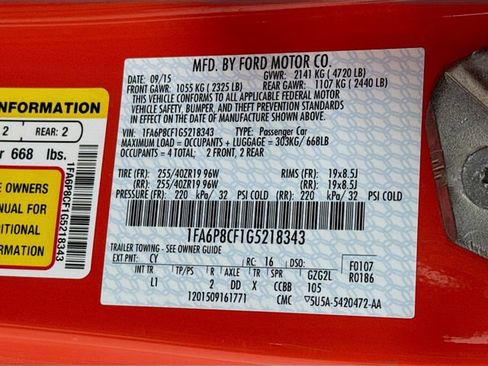 MFD. BY FORD MOTOR CO.
DATE: 09/15 GVWR: 2141 KG (4720 LB)
FRONT GAWR: 1055 KG (2325 LB) REAR GAWR: 1107 KG (2440 LB)
THIS VEHICLE CONFORMS TO ALL APPLICABLE FEDERAL MOTOR
VEHICLE SAFETY, BUMPER, AND THEFT PREVENTION STANDARDS IN
EFFECT ON THE DATE OF MANUFACTURE SHOWN ABOVE.
VIN: 1FA6P8CF1G5218343 TYPE: Passenger Car
MAXIMUM LOAD = OCCUPANTS + LUGGAGE = 303KG/ 668LB
OCCUPANTS = 4 TOTAL; 2 FRONT, 2 REAR
TIRE (FR): 255/40ZR19 96W RIMS (FR): 19x8.5J
TIRE (RR): 255/40ZR19 96W RIMS (RR): 19x8.5J
PRESSURE (FR): 220 kPa/ 32 PSI COLD PRESSURE (RR): 220 kPa/ 32 PSI COLD
1FA6P8CF1G5218343
TRAILER TOWING - SEE OWNER GUIDE
EXT PNT: CY RC: 16 DSO: F0107
INT TR TP/PS R AXLE TR SPR GZG2L R0186
LI 2 DD X CCBB 105
1201509161771 CMC ▽5U5A-5420472-AA
INFORMATION
2 REAR: 2
r 668 lbs.
E OWNERS
NUAL FOR
DITIONAL
FORMATION
1FA6P8CF1G5218343